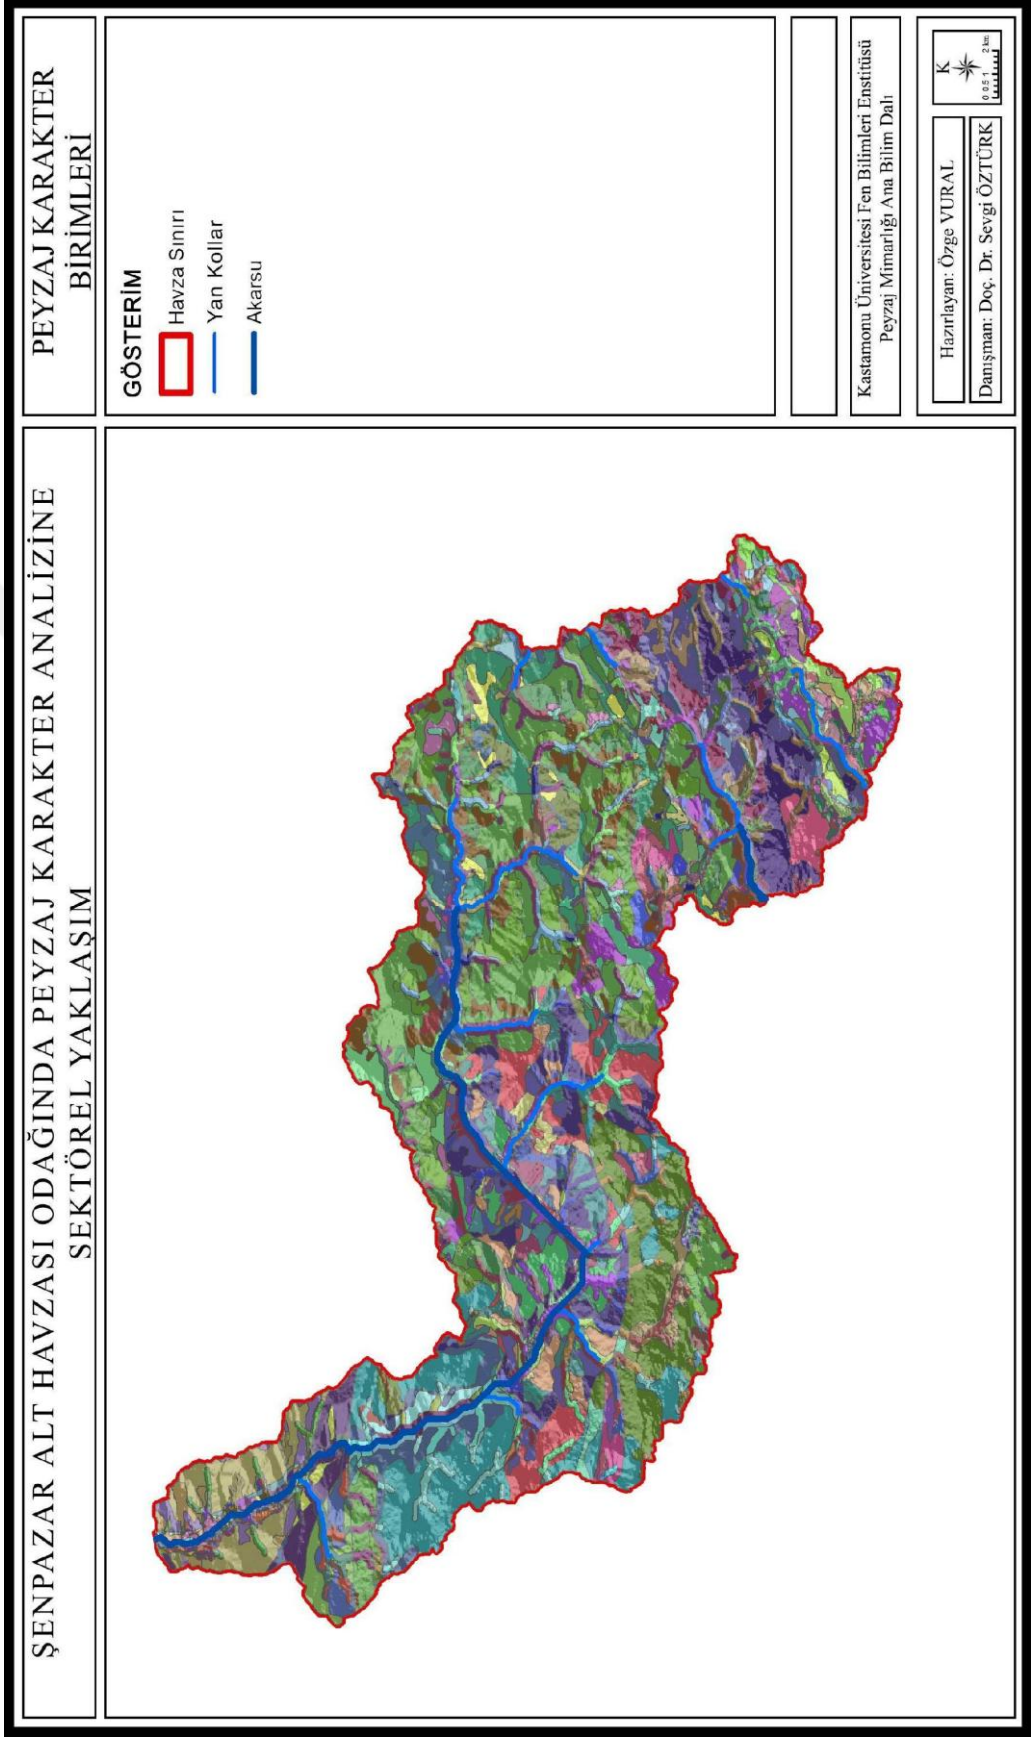 ŞENPAZAR ALT HAVZASI ODAĞINDA PEYZAJ KARAKTER ANALİZİNE
SEKTÖREL YAKLAŞIM
PEYZAJ KARAKTER
BİRİMLERİ
GÖSTERİM
Havza Sınırı
Yan Kollar
Akarsu
Kastamonu Üniversitesi Fen Bilimleri Enstitüsü
Peyzaj Mimarlığı Ana Bilim Dalı
Hazırlayan: Özge VURAL
Danışman: Doç. Dr. Sevgi ÖZTÜRK
K
0 0.5 1 2 km